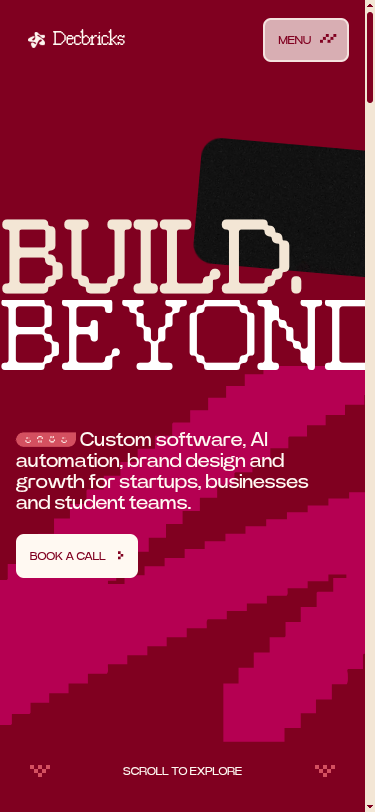 Decbricks
MENU
BUILD.
BEYOND
Custom software, AI
automation, brand design and
growth for startups, businesses
and student teams.
BOOK A CALL
SCROLL TO EXPLORE